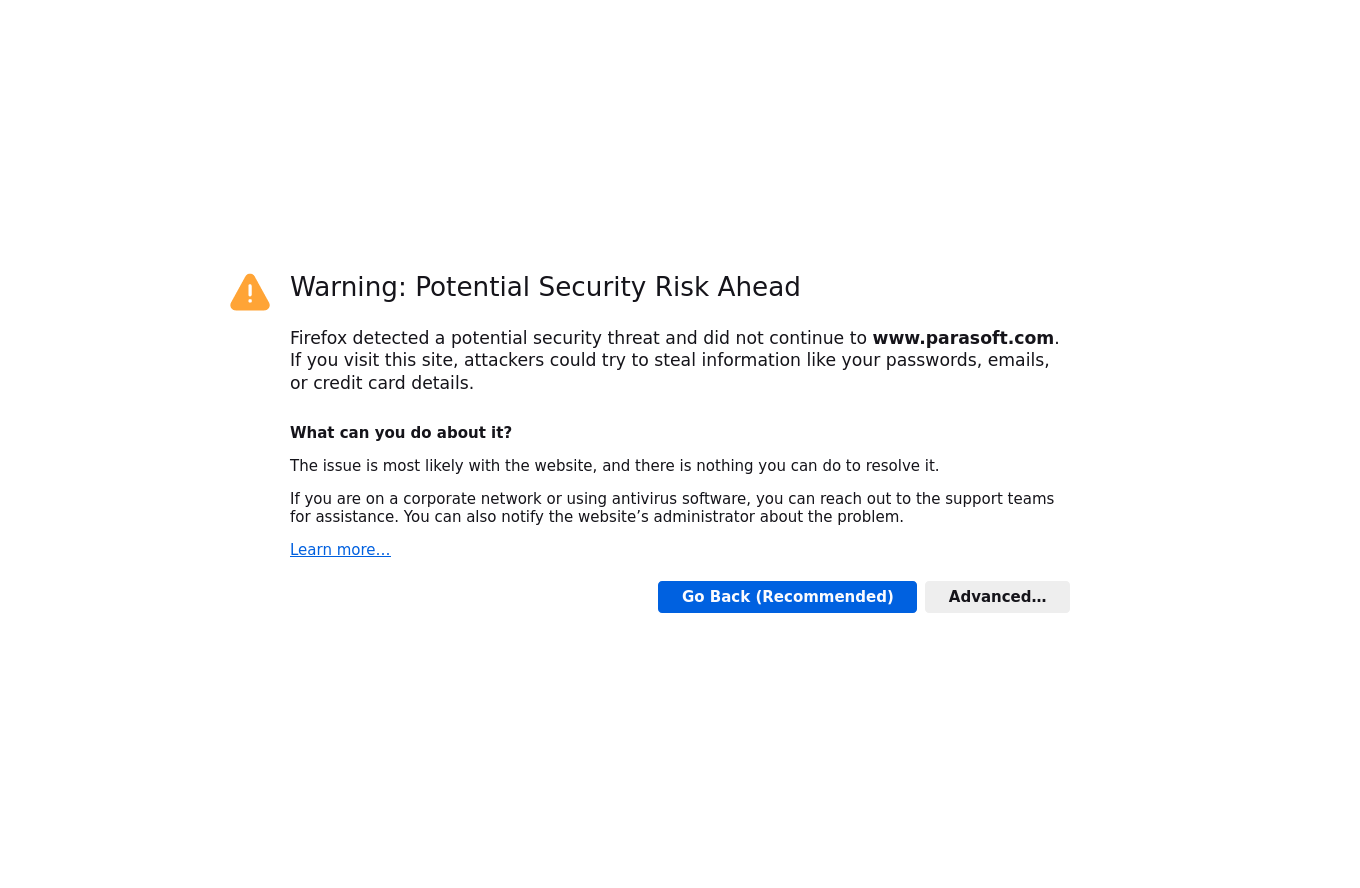 Warning: Potential Security Risk Ahead
Firefox detected a potential security threat and did not continue to www.parasoft.com.
If you visit this site, attackers could try to steal information like your passwords, emails,
or credit card details.
What can you do about it?
The issue is most likely with the website, and there is nothing you can do to resolve it.
If you are on a corporate network or using antivirus software, you can reach out to the support teams
for assistance. You can also notify the website’s administrator about the problem.
Learn more…
Go Back (Recommended)
Advanced…